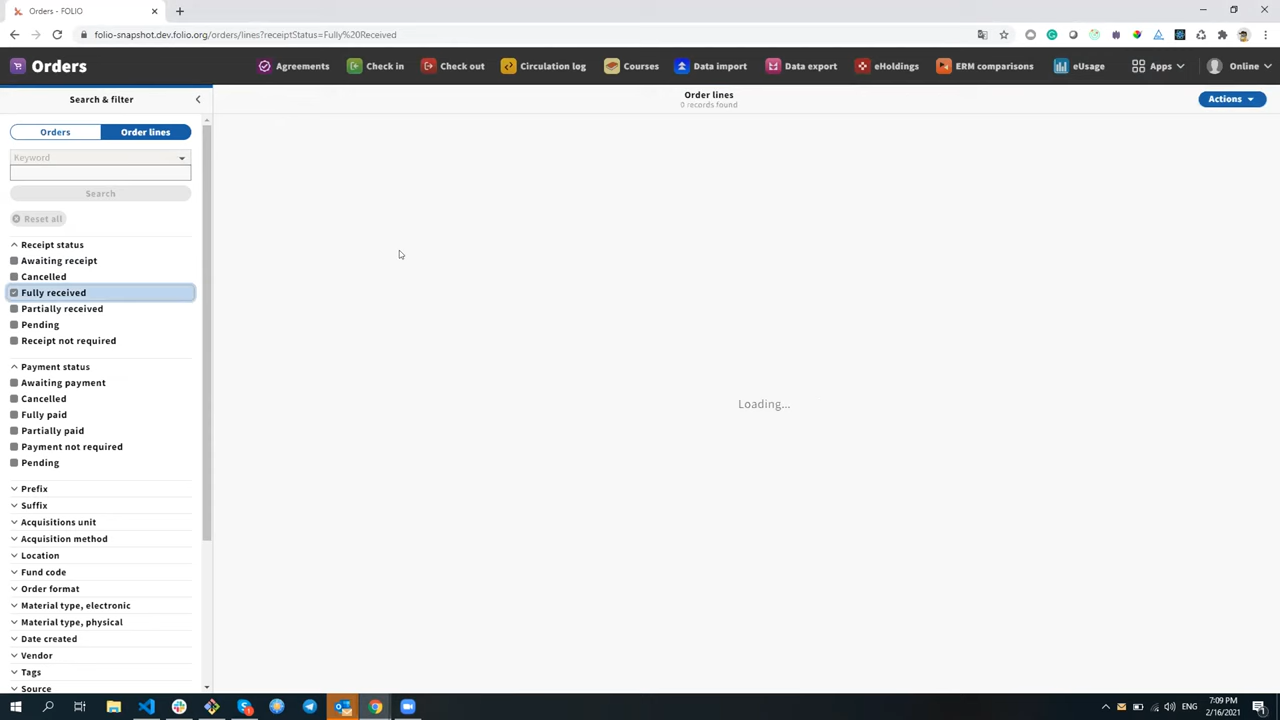 Orders - FOLIO
folio-snapshot.dev.folio.org/orders/lines?receiptStatus=Fully%20Received
Orders
Agreements
Check in
Check out
Circulation log
Courses
Data import
Data export
eHoldings
ERM comparisons
eUsage
Apps
Online
Search & filter
Order lines
0 records found
Actions
Orders
Order lines
Keyword
Search
Reset all
Receipt status
Awaiting receipt
Cancelled
Fully received
Partially received
Pending
Receipt not required
Loading...
Payment status
Awaiting payment
Cancelled
Fully paid
Partially paid
Payment not required
Pending
Prefix
Suffix
Acquisitions unit
Acquisition method
Location
Fund code
Order format
Material type, electronic
Material type, physical
Date created
Vendor
Tags
Source
ENG
7:09 PM
2/16/2021